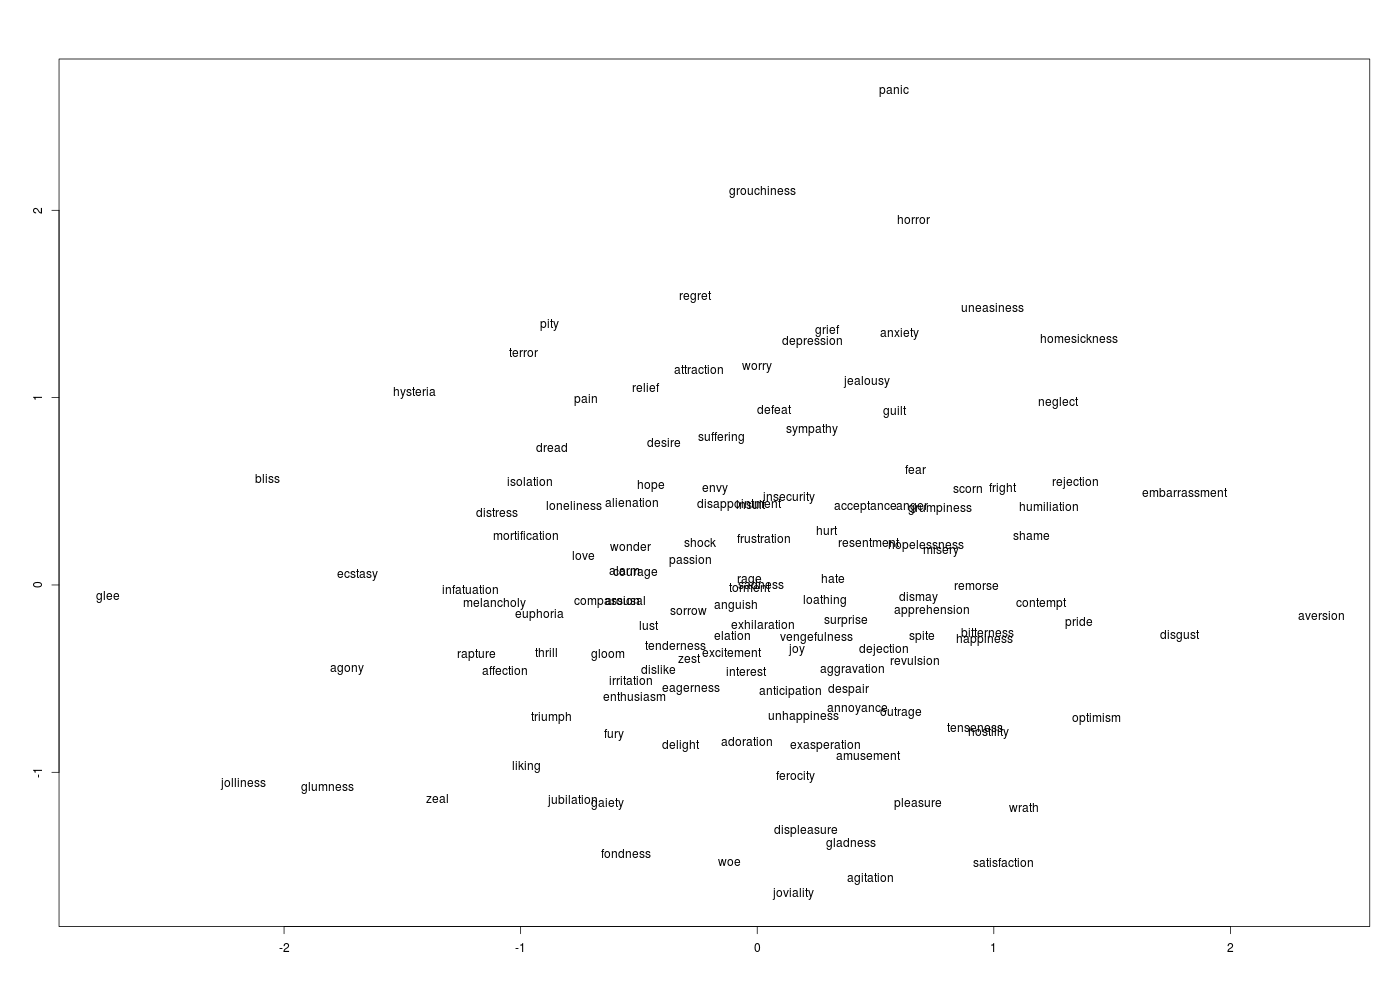 panic
grouchiness
2
horror
regret
uneasiness
pity
grief
anxiety
homesickness
depression
terror
worry
attraction
jealousy
relief
hysteria
1
pain
neglect
defeat
guilt
sympathy
suffering
desire
dread
fear
bliss
isolation
rejection
hope
envy
scorn
fright
embarrassment
insecurity
alienation
disappointment
insult
loneliness
acceptance
anger
grumpiness
humiliation
distress
hurt
mortification
shame
frustration
shock
resentment
hopelessness
wonder
misery
love
passion
alarm
courage
ecstasy
rage
hate
0
sadness
remorse
torment
infatuation
glee
dismay
compassion
arousal
loathing
melancholy
anguish
contempt
sorrow
apprehension
euphoria
aversion
surprise
pride
lust
exhilaration
bitterness
elation
vengefulness
spite
happiness
disgust
tenderness
joy
dejection
rapture
thrill
gloom
excitement
zest
revulsion
agony
affection
dislike
interest
aggravation
irritation
eagerness
anticipation
despair
enthusiasm
annoyance
outrage
triumph
unhappiness
optimism
tenseness
hostility
fury
delight
adoration
exasperation
amusement
liking
-1
ferocity
jolliness
glumness
zeal
jubilation
gaiety
pleasure
wrath
displeasure
gladness
fondness
woe
satisfaction
agitation
joviality
-2 -1 0 1 2